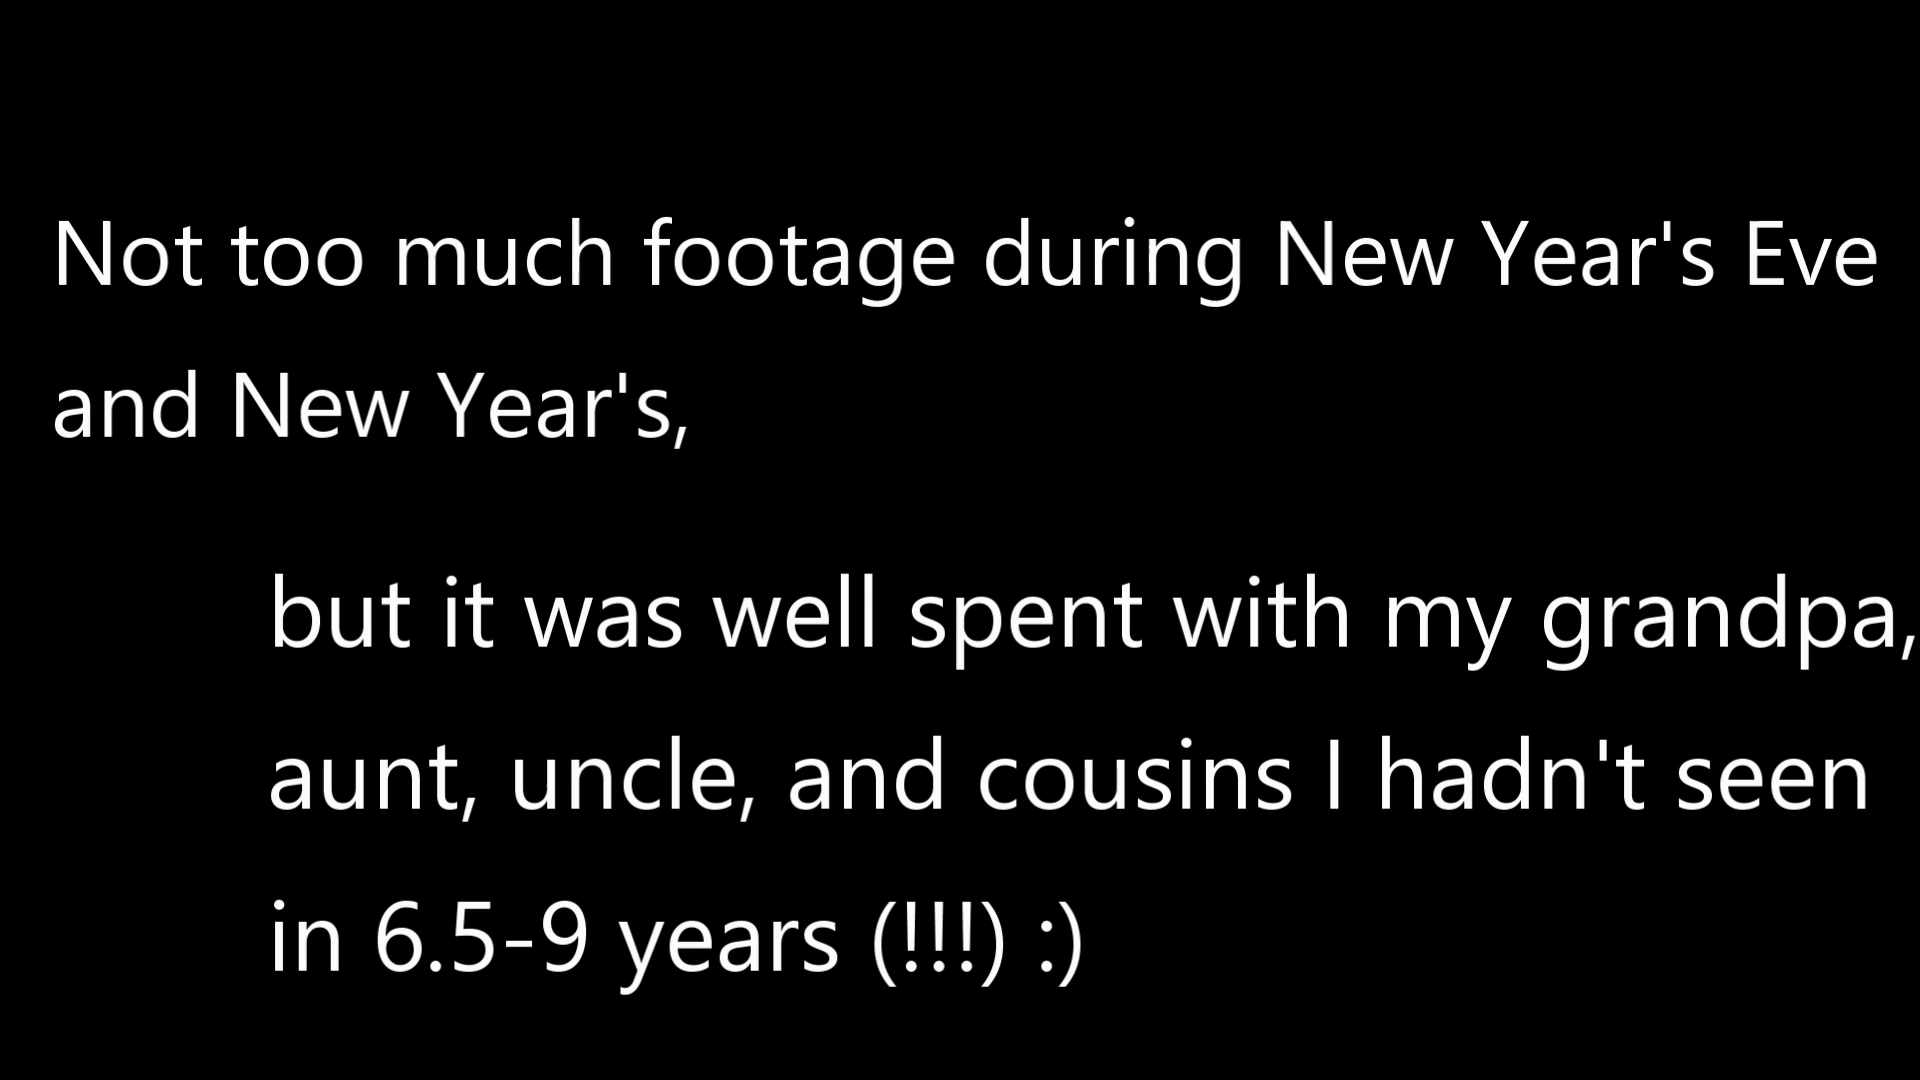 Not too much footage during New Year's Eve
and New Year's,
but it was well spent with my grandpa,
aunt, uncle, and cousins I hadn't seen
in 6.5-9 years (!!!) :)